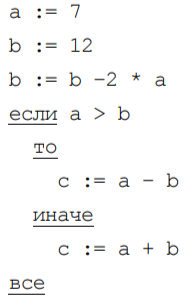 a := 7
b := 12
b := b -2 * a
если a > b
то
c := a - b
иначе
c := a + b
все